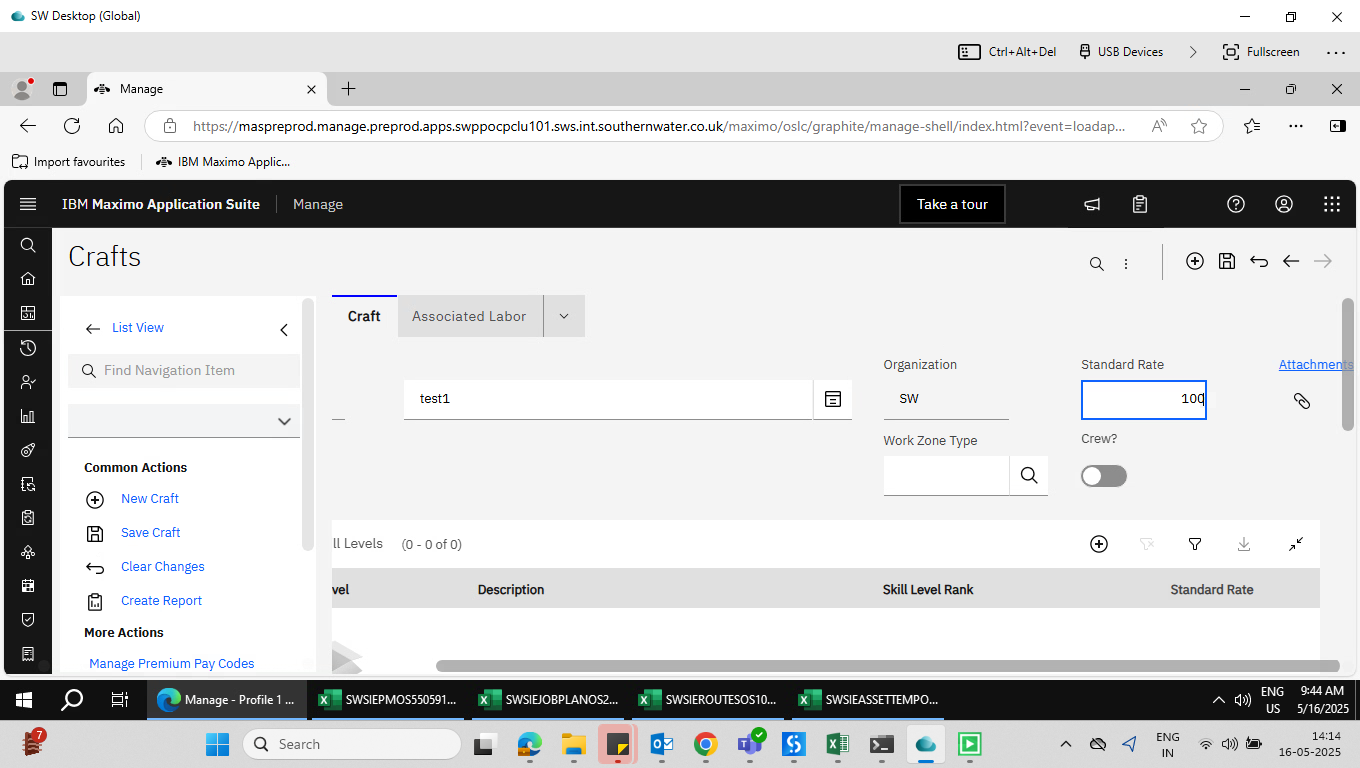 SW Desktop (Global)
Ctrl+Alt+Del
USB Devices
Fullscreen
Manage
https://maspreprod.manage.preprod.apps.swppocpclu101.sws.int.southernwater.co.uk/maximo/oslc/graphite/manage-shell/index.html?event=loadap...
Import favourites
IBM Maximo Applic...
IBM Maximo Application Suite
Manage
Take a tour
Crafts
List View
Craft
Associated Labor
Find Navigation Item
Organization
Standard Rate
Attachments
test1
SW
100
Work Zone Type
Crew?
Common Actions
New Craft
Save Craft
Clear Changes
Create Report
More Actions
Manage Premium Pay Codes
ll Levels
(0 - 0 of 0)
vel
Description
Skill Level Rank
Standard Rate
Manage - Profile 1 ...
SWSIEPMOS550591...
SWSIEJOBPLANOS2...
SWSIEROUTESOS10...
SWSIEASSETTEMPO...
ENG
US
9:44 AM
5/16/2025
7
Search
ENG
IN
14:14
16-05-2025